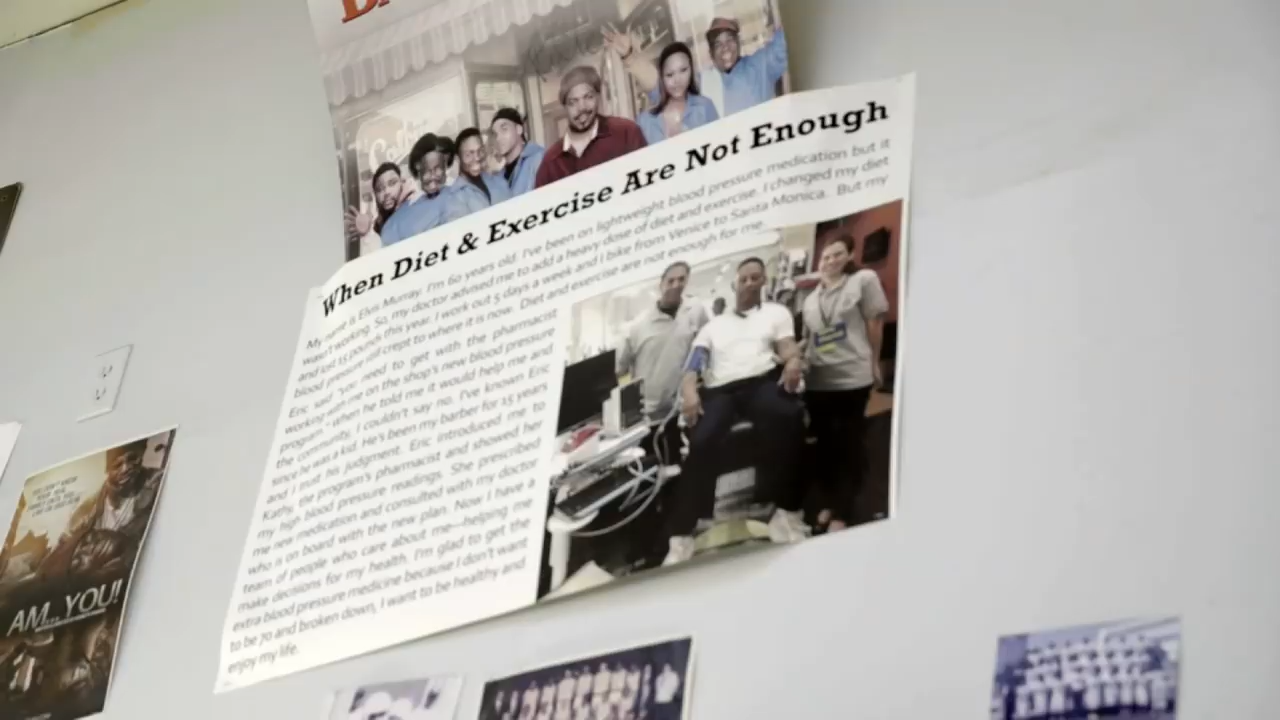 When Diet & Exercise Are Not Enough
My name is Elvis Murray. I'm 60 years old. I've been on lightweight blood pressure medication but it
wasn't working. So, my doctor advised me to add a heavy dose of diet and exercise. I changed my diet
and lost 15 pounds this year. I work out 5 days a week and I bike from Venice to Santa Monica. But my
blood pressure still crept to where it is now. Diet and exercise are not enough for me.
Eric said "you need to get with the pharmacist
working with me on the shop's new blood pressure
program." When he told me it would help me and
the community, I couldn't say no. I've known Eric
since he was a kid. He's been my barber for 15 years
and I trust his judgment. Eric introduced me to
Kathy, the program's pharmacist and showed her
my high blood pressure readings. She prescribed
me new medication and consulted with my doctor
who is on board with the new plan. Now, I have a
team of people who care about me—helping me
make decisions for my health. I'm glad to get the
extra blood pressure medicine because I don't want
to be 70 and broken down, I want to be healthy and
enjoy my life.
AM...YOU!